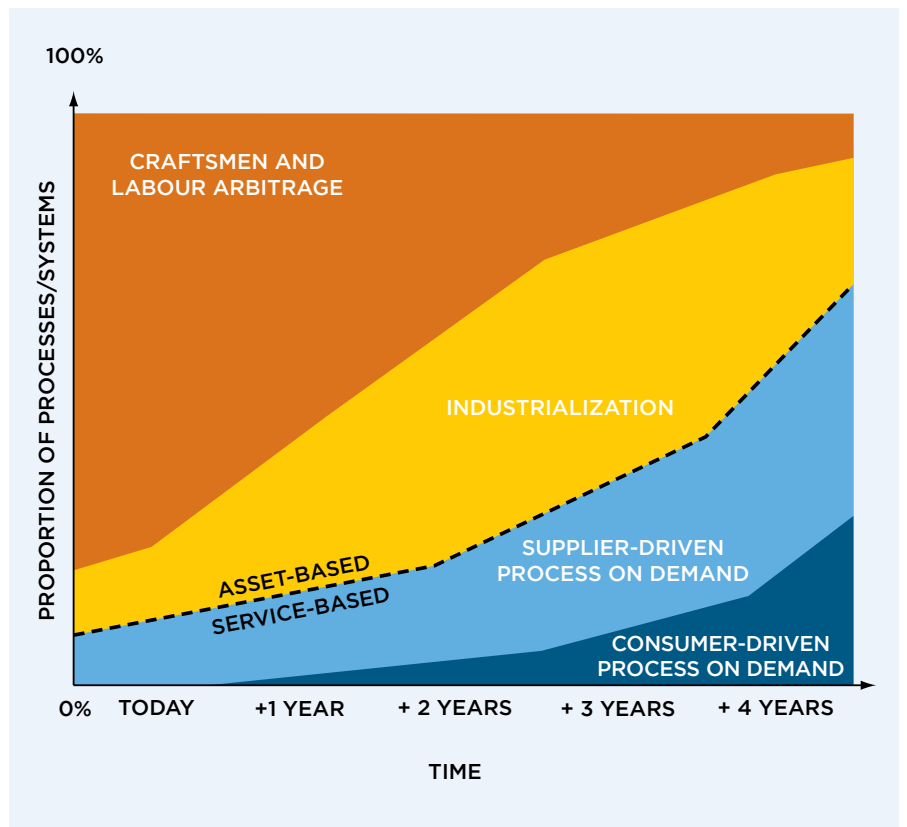 100%
PROPORTION OF PROCESSES/SYSTEMS
CRAFTSMEN AND
LABOUR ARBITRAGE
INDUSTRIALIZATION
ASSET-BASED
SERVICE-BASED
SUPPLIER-DRIVEN
PROCESS ON DEMAND
CONSUMER-DRIVEN
PROCESS ON DEMAND
0% TODAY +1 YEAR + 2 YEARS + 3 YEARS + 4 YEARS
TIME